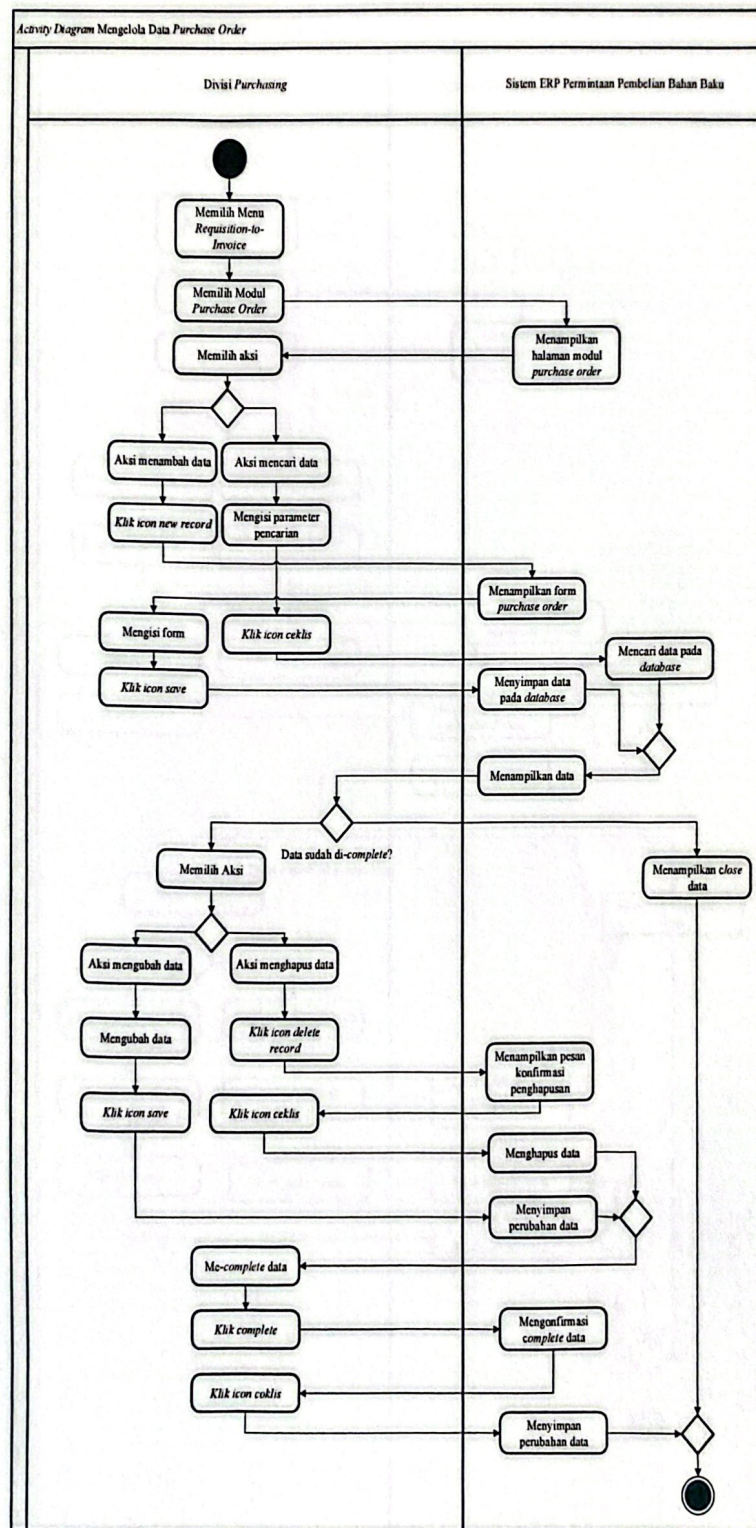 Activity Diagram Mengelola Data Purchase Order
Divisi Purchasing
Sistem ERP Permintaan Pembelian Bahan Baku
Memilih Menu
Requisition-to-
Invoice
Memilih Modul
Purchase Order
Menampilkan
halaman modul
purchase order
Memilih aksi
Aksi menambah data
Aksi mencari data
Klik icon new record
Mengisi parameter
pencarian
Menampilkan form
purchase order
Mengisi form
Klik icon ceklis
Mencari data pada
database
Klik icon save
Menyimpan data
pada database
Menampilkan data
Data sudah di-complete?
Memilih Aksi
Menampilkan close
data
Aksi mengubah data
Aksi menghapus data
Mengubah data
Klik icon delete
record
Menampilkan pesan
konfirmasi
penghapusan
Klik icon save
Klik icon ceklis
Menghapus data
Menyimpan
perubahan data
Me-complete data
Klik complete
Mengonfirmasi
complete data
Klik icon coklis
Menyimpan
perubahan data